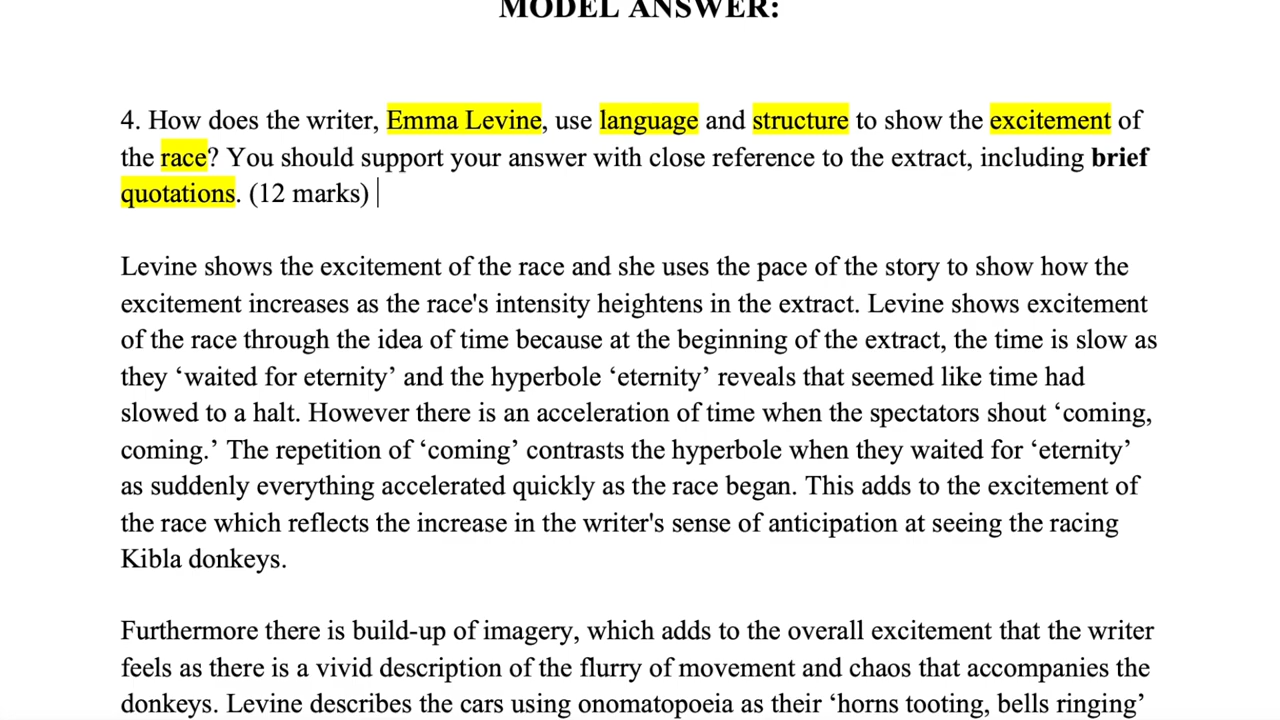 MODEL ANSWER:
4. How does the writer, Emma Levine, use language and structure to show the excitement of
the race? You should support your answer with close reference to the extract, including brief
quotations. (12 marks)
Levine shows the excitement of the race and she uses the pace of the story to show how the
excitement increases as the race's intensity heightens in the extract. Levine shows excitement
of the race through the idea of time because at the beginning of the extract, the time is slow as
they ‘waited for eternity’ and the hyperbole ‘eternity’ reveals that seemed like time had
slowed to a halt. However there is an acceleration of time when the spectators shout ‘coming,
coming.’ The repetition of ‘coming’ contrasts the hyperbole when they waited for ‘eternity’
as suddenly everything accelerated quickly as the race began. This adds to the excitement of
the race which reflects the increase in the writer's sense of anticipation at seeing the racing
Kibla donkeys.
Furthermore there is build-up of imagery, which adds to the overall excitement that the writer
feels as there is a vivid description of the flurry of movement and chaos that accompanies the
donkeys. Levine describes the cars using onomatopoeia as their ‘horns tooting, bells ringing’